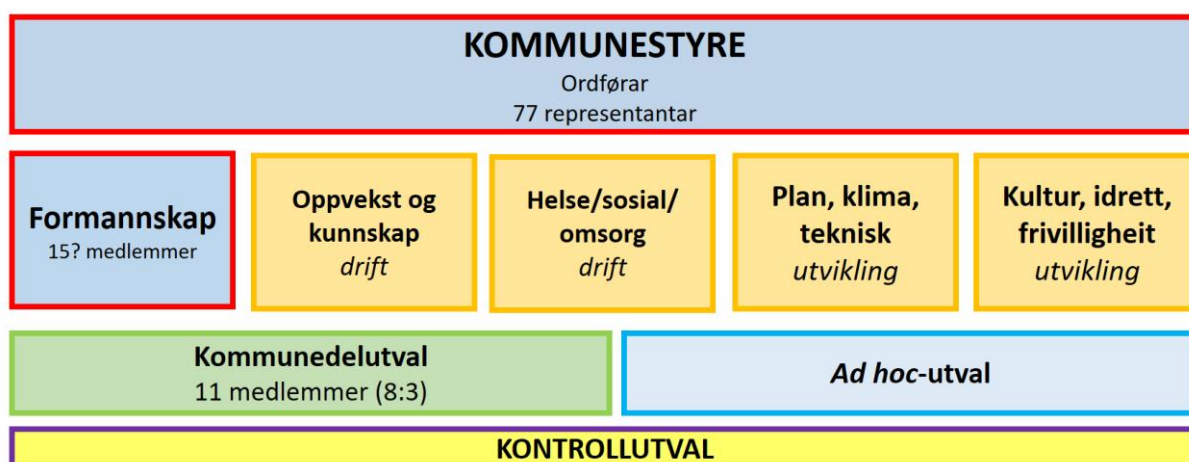 KOMMUNESTYRE
Ordførar
77 representantar
Formannskap
15? medlemmer
Oppvekst og
kunnskap
drift
Helse/sosial/
omsorg
drift
Plan, klima,
teknisk
utvikling
Kultur, idrett,
frivilligheit
utvikling
Kommunedelutval
11 medlemmer (8:3)
Ad hoc-utval
KONTROLLUTVAL